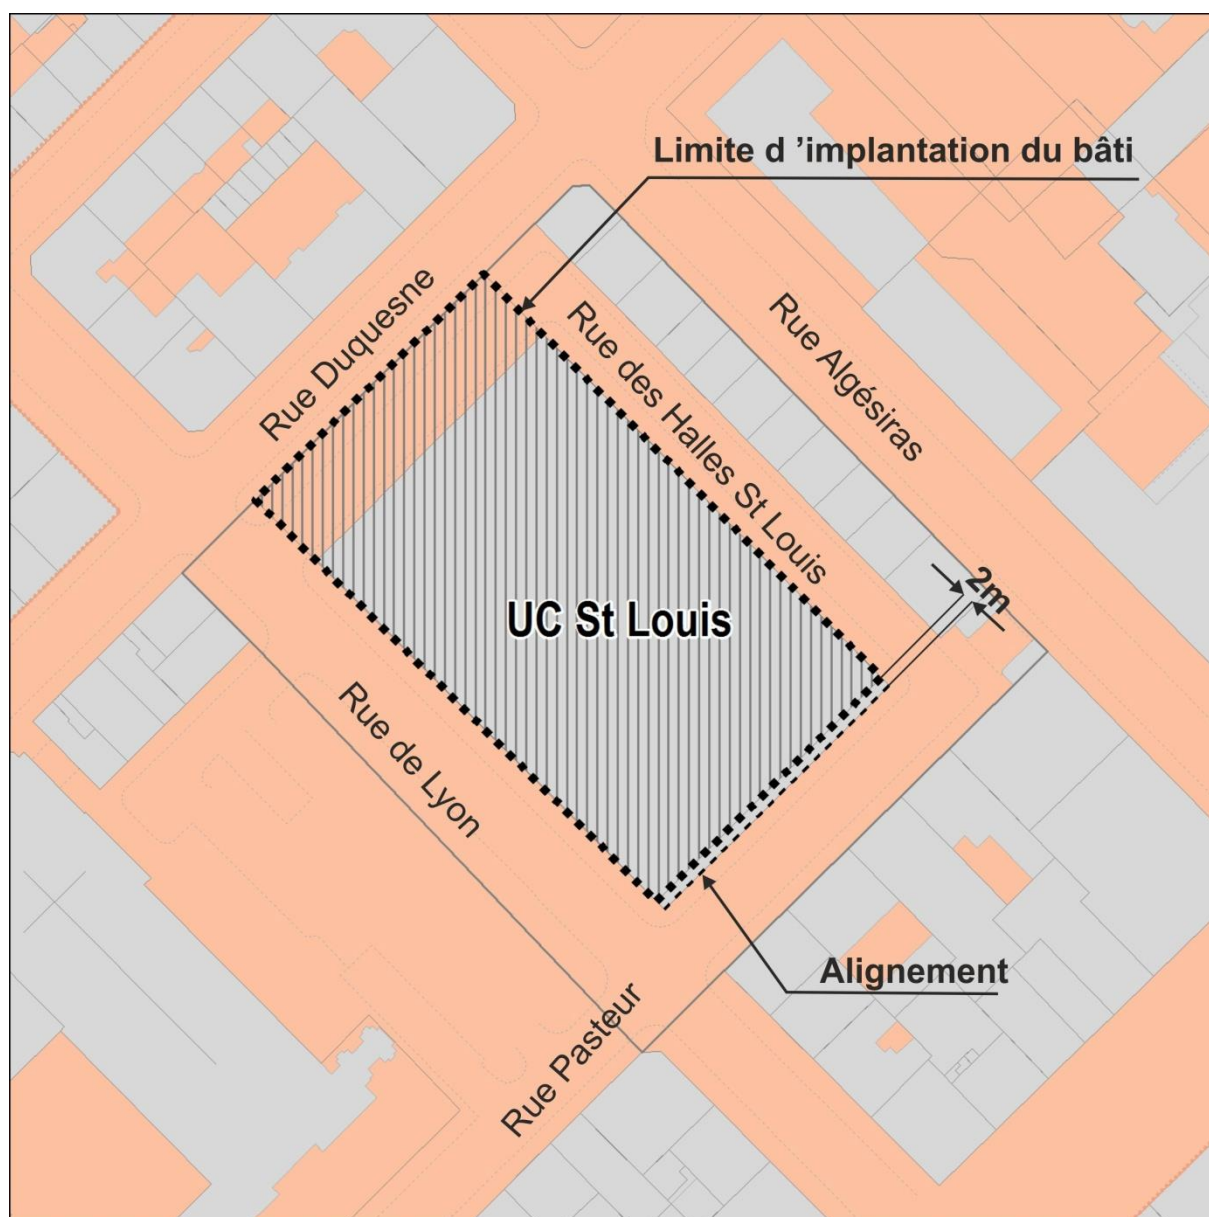 Limite d ’implantation du bâti
Rue Duquesne
Rue des Halles St Louis
Rue Algésiras
2m
UC St Louis
Rue de Lyon
Alignement
Rue Pasteur